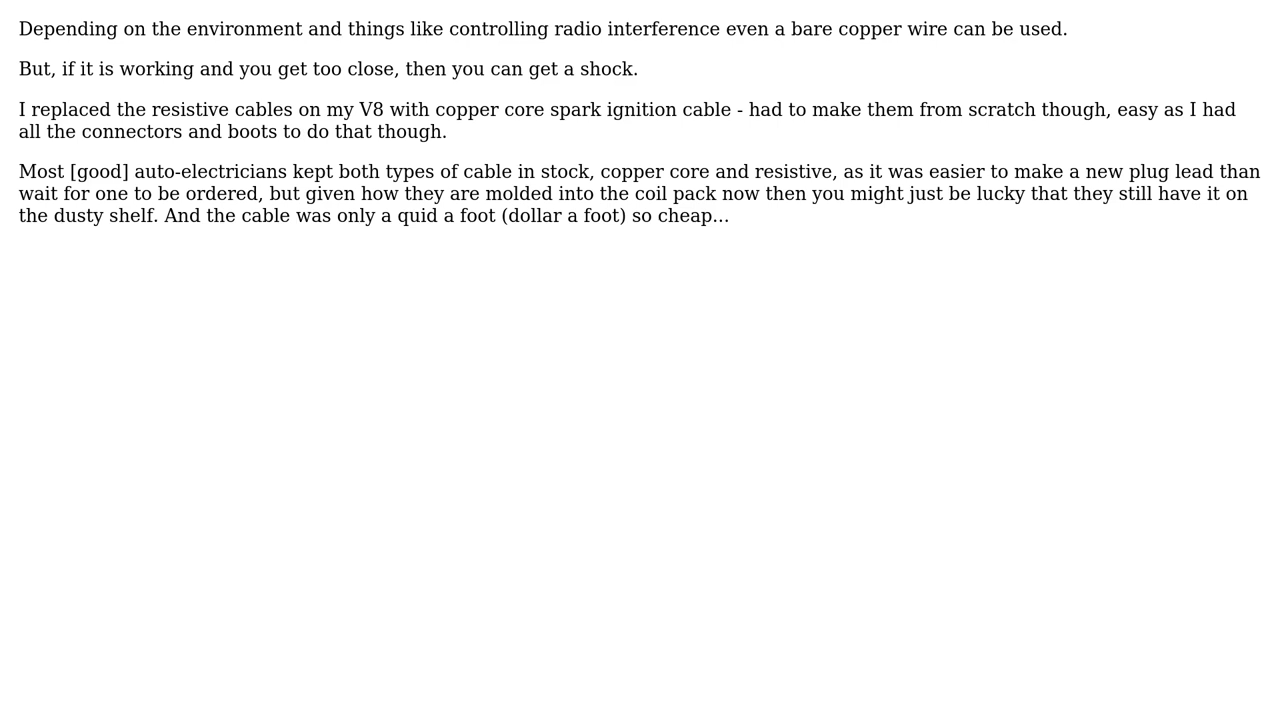 Depending on the environment and things like controlling radio interference even a bare copper wire can be used.
But, if it is working and you get too close, then you can get a shock.
I replaced the resistive cables on my V8 with copper core spark ignition cable - had to make them from scratch though, easy as I had
all the connectors and boots to do that though.
Most [good] auto-electricians kept both types of cable in stock, copper core and resistive, as it was easier to make a new plug lead than
wait for one to be ordered, but given how they are molded into the coil pack now then you might just be lucky that they still have it on
the dusty shelf. And the cable was only a quid a foot (dollar a foot) so cheap...